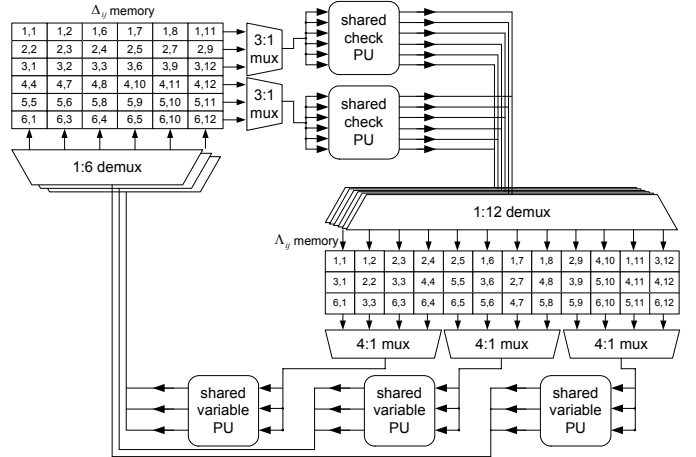 Λij memory
1,1 1,2 1,6 1,7 1,8 1,11
2,2 2,3 2,4 2,5 2,7 2,9
3,1 3,2 3,3 3,6 3,9 3,12
4,4 4,7 4,8 4,10 4,11 4,12
5,5 5,6 5,8 5,9 5,10 5,11
6,1 6,3 6,4 6,5 6,10 6,12
3:1
mux
3:1
mux
shared
check
PU
shared
check
PU
1:6 demux
1:12 demux
Λij memory
1,1 1,2 2,3 2,4 2,5 1,6 1,7 1,8 2,9 4,10 1,11 3,12
3,1 2,2 3,3 4,4 5,5 3,6 2,7 4,8 3,9 5,10 4,11 4,12
6,1 3,3 6,3 6,4 6,5 5,6 4,7 5,8 5,9 6,10 5,11 6,12
4:1 mux 4:1 mux 4:1 mux
shared
variable
PU
shared
variable
PU
shared
variable
PU